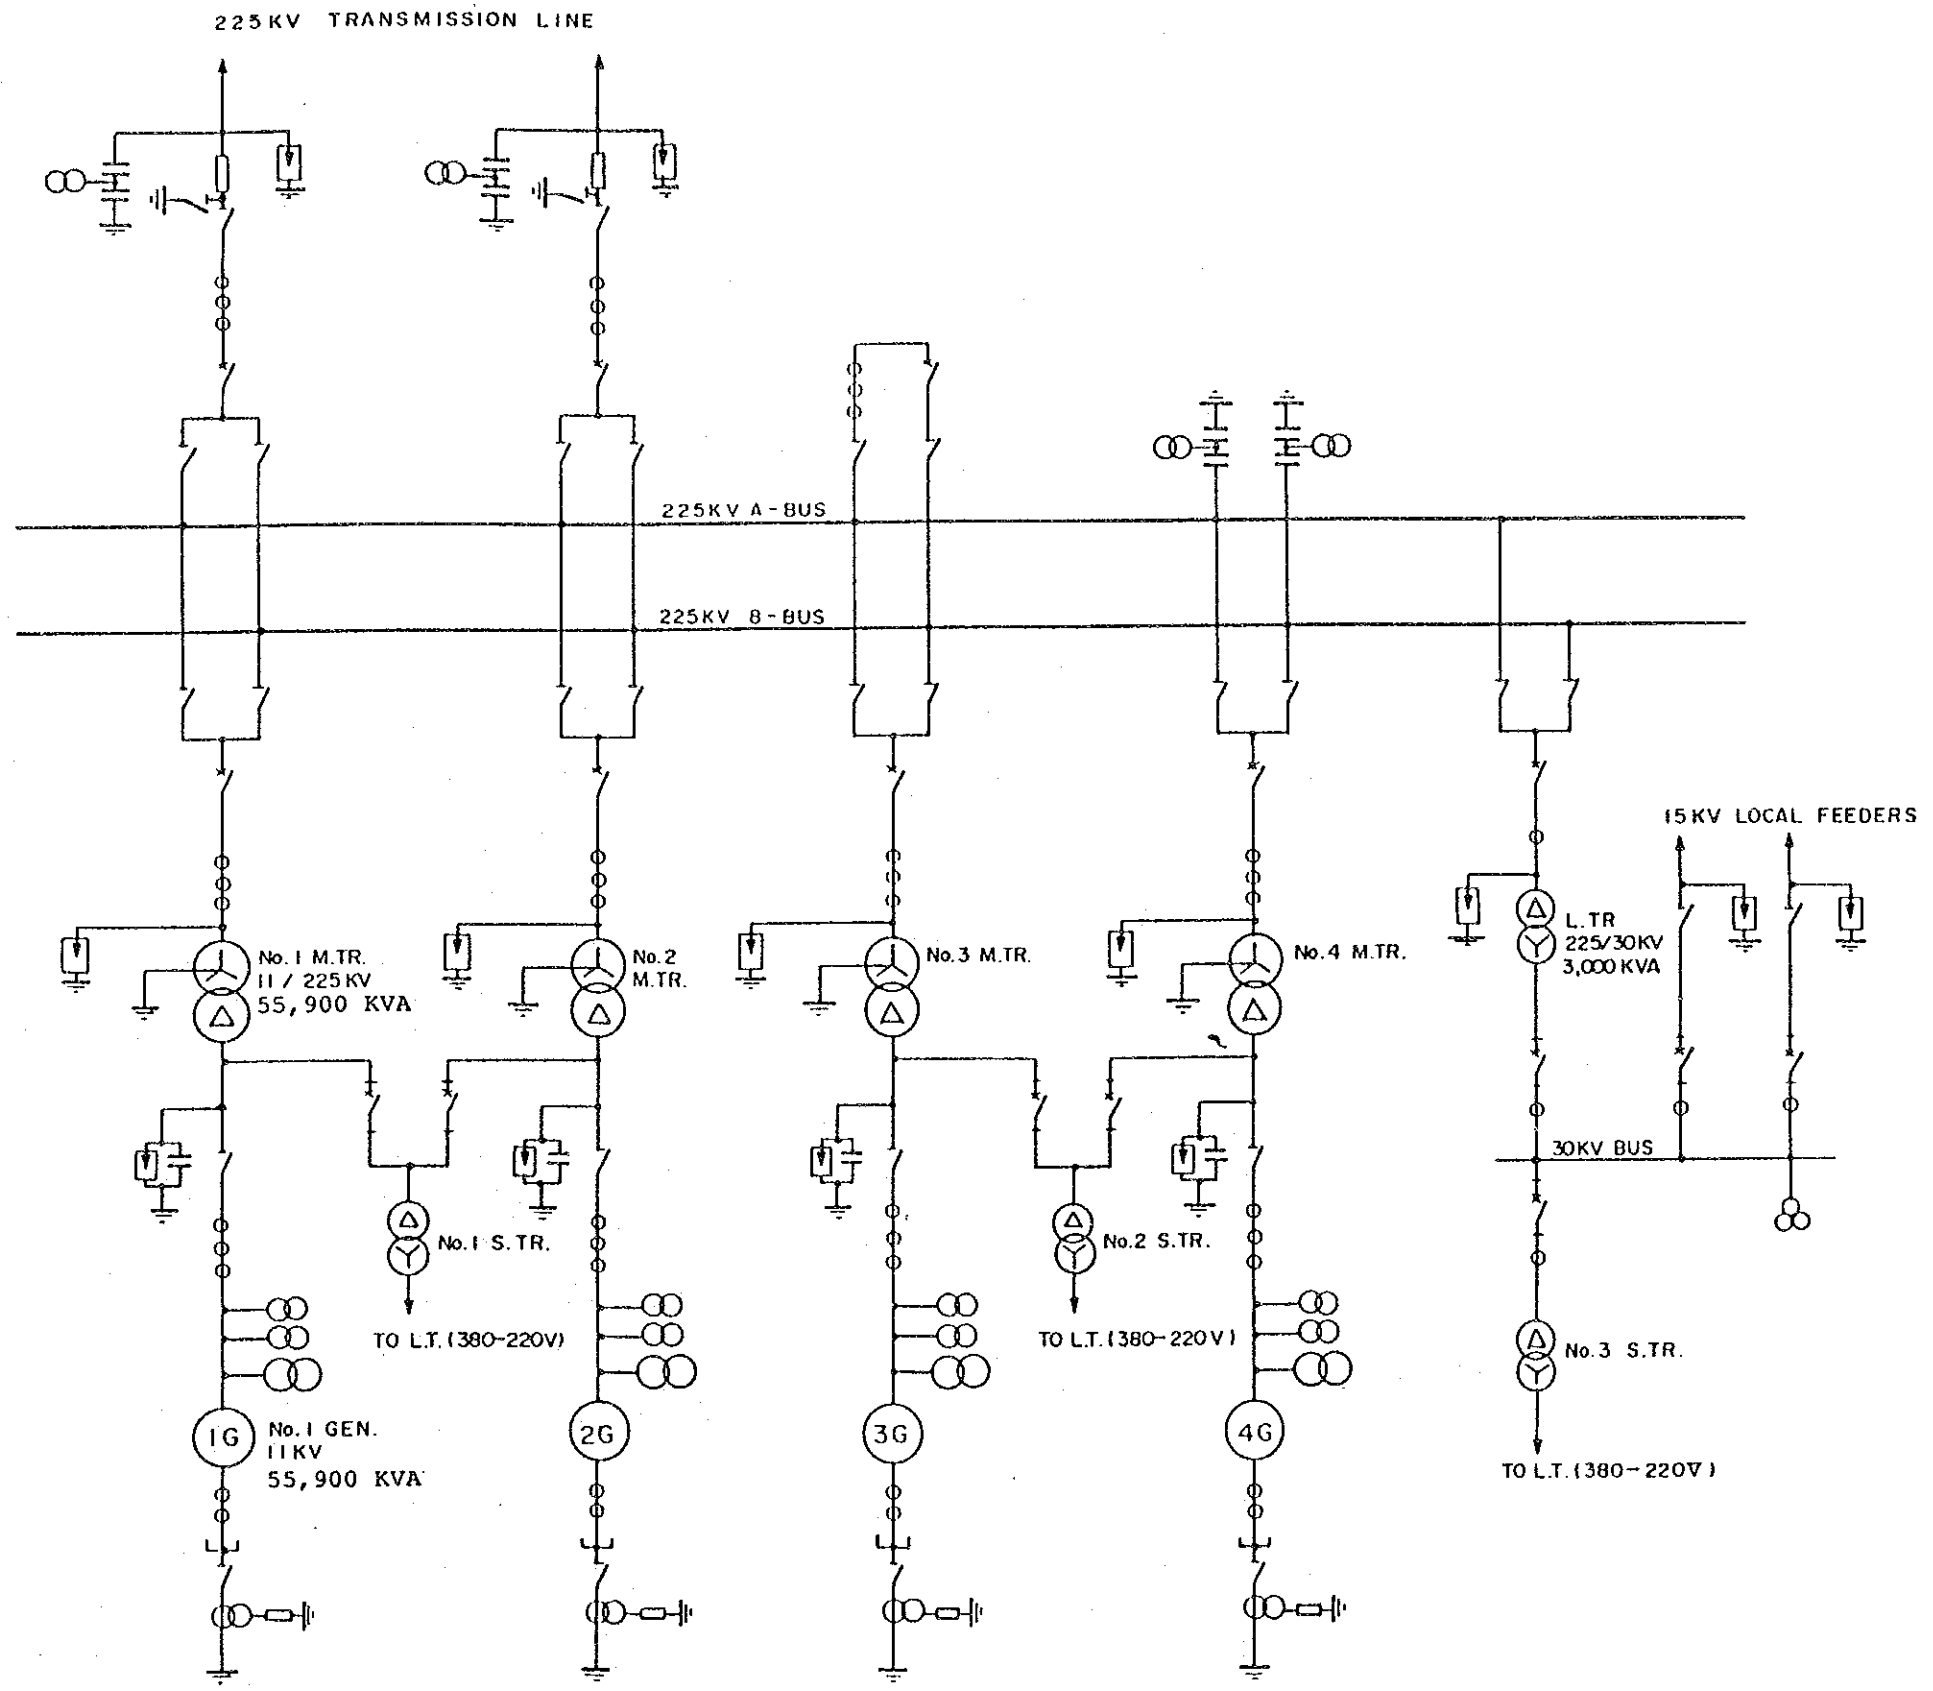 225KV TRANSMISSION LINE
225KV A-BUS
225KV B-BUS
15KV LOCAL FEEDERS
No.1 M.TR.
11 / 225KV
55,900 KVA
No.2
M.TR.
No.3 M.TR.
No.4 M.TR.
L.TR
225/30KV
3,000 KVA
30KV BUS
No.1 S.TR.
No.2 S.TR.
TO L.T.(380-220V)
TO L.T.(380-220V)
No.3 S.TR.
1G
No.1 GEN.
11KV
55,900 KVA
2G
3G
4G
TO L.T.(380-220V)